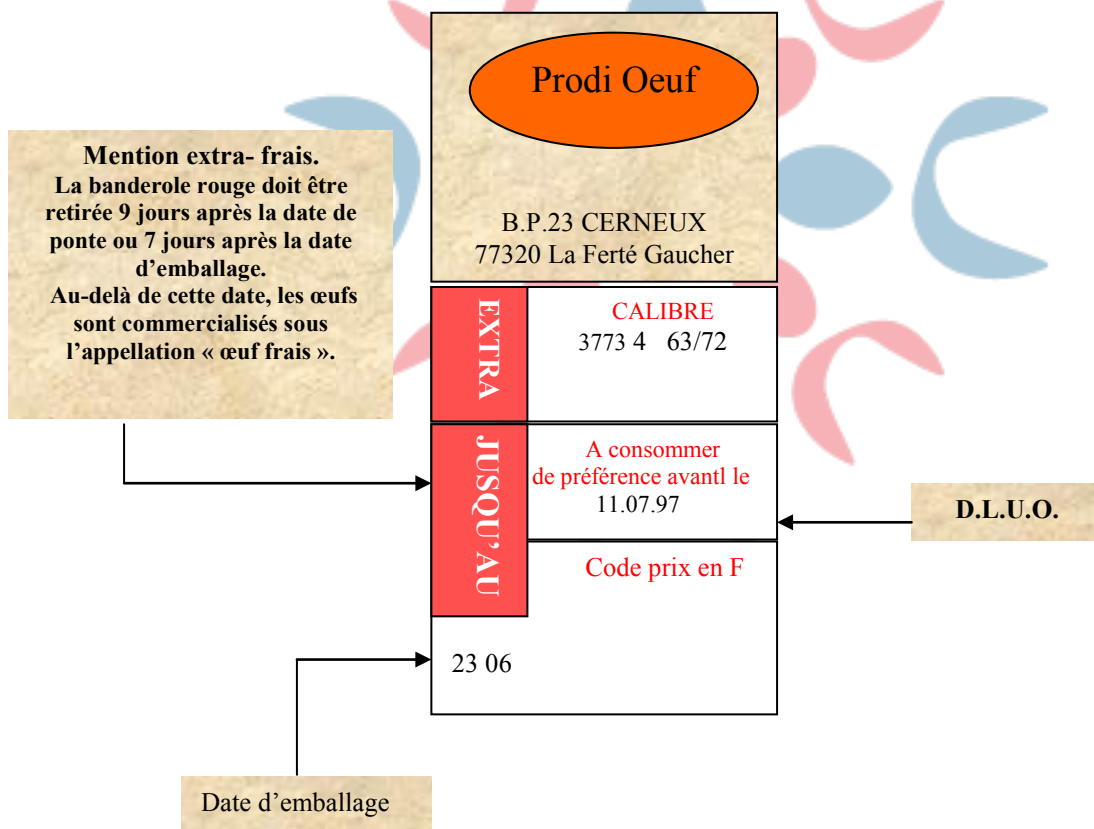 Prodi Oeuf
B.P.23 CERNEUX
77320 La Ferté Gaucher
Mention extra- frais.
La banderole rouge doit être
retirée 9 jours après la date de
ponte ou 7 jours après la date
d’emballage.
Au-delà de cette date, les œufs
sont commercialisés sous
l’appellation « œuf frais ».
EXTRA
CALIBRE
3773 4 63/72
JUSQU’AU
A consommer
de préférence avantl le
11.07.97
D.L.U.O.
Code prix en F
23 06
Date d’emballage